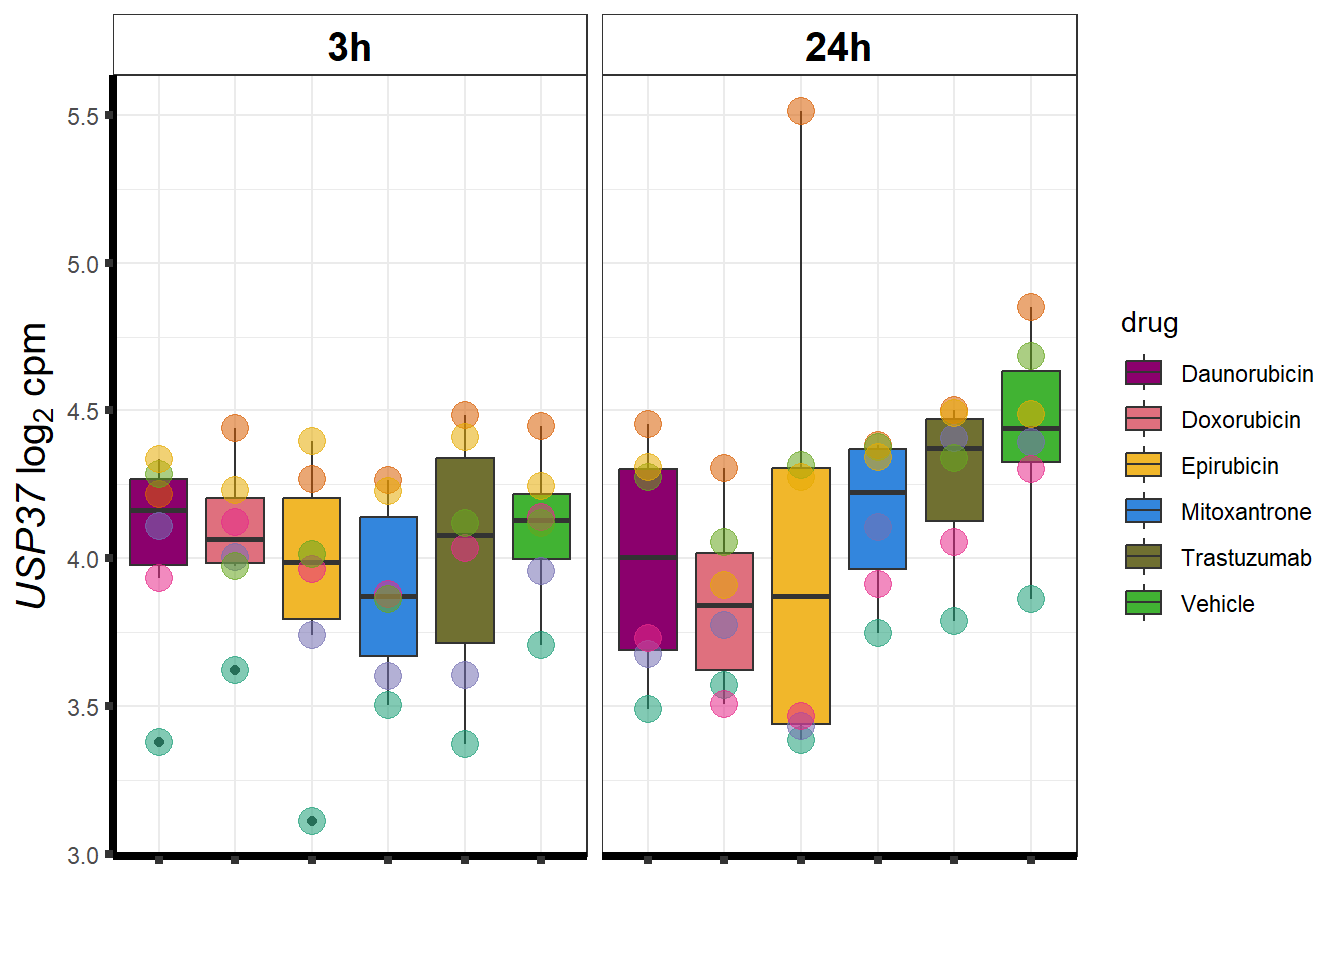 3h
24h
5.5
5.0
4.5
4.0
3.5
3.0
USP37 log₂ cpm
drug
Daunorubicin
Doxorubicin
Epirubicin
Mitoxantrone
Trastuzumab
Vehicle